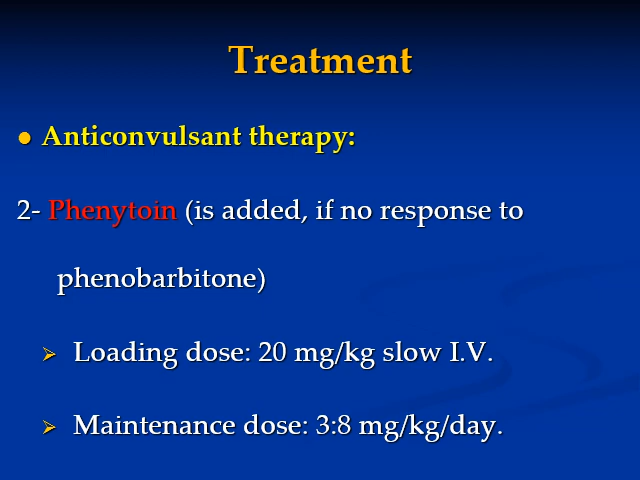 Treatment
● Anticonvulsant therapy:
2- Phenytoin (is added, if no response to
phenobarbitone)
➢ Loading dose: 20 mg/kg slow I.V.
➢ Maintenance dose: 3:8 mg/kg/day.